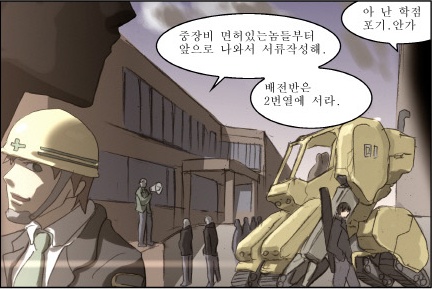 중장비 면허있는놈들부터
앞으로 나와서 서류작성해.
배전반은
2번열에 서라.
아 난 학점
포기.안가